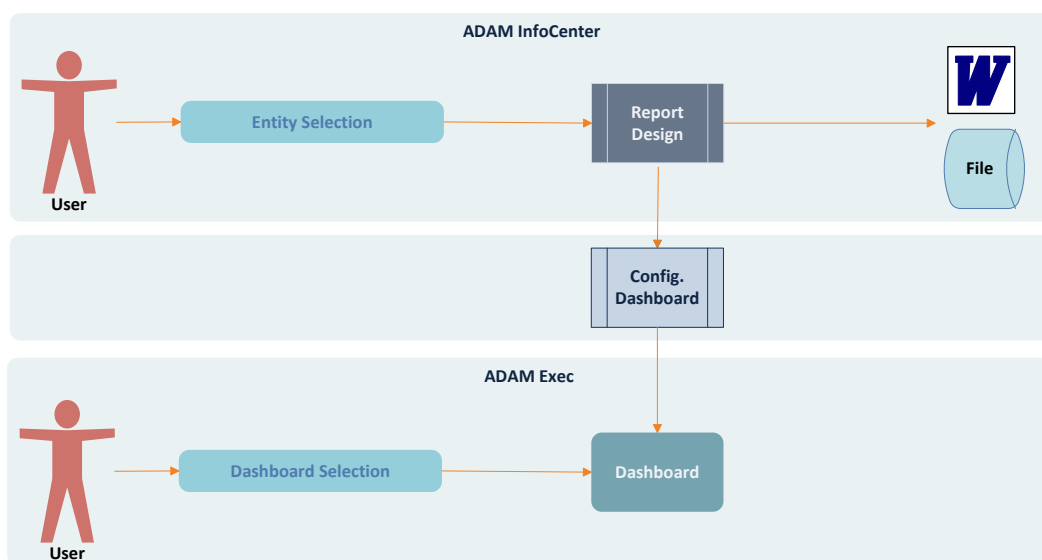 ADAM InfoCenter
W
Entity Selection
Report
Design
File
User
Config.
Dashboard
ADAM Exec
Dashboard Selection
Dashboard
User